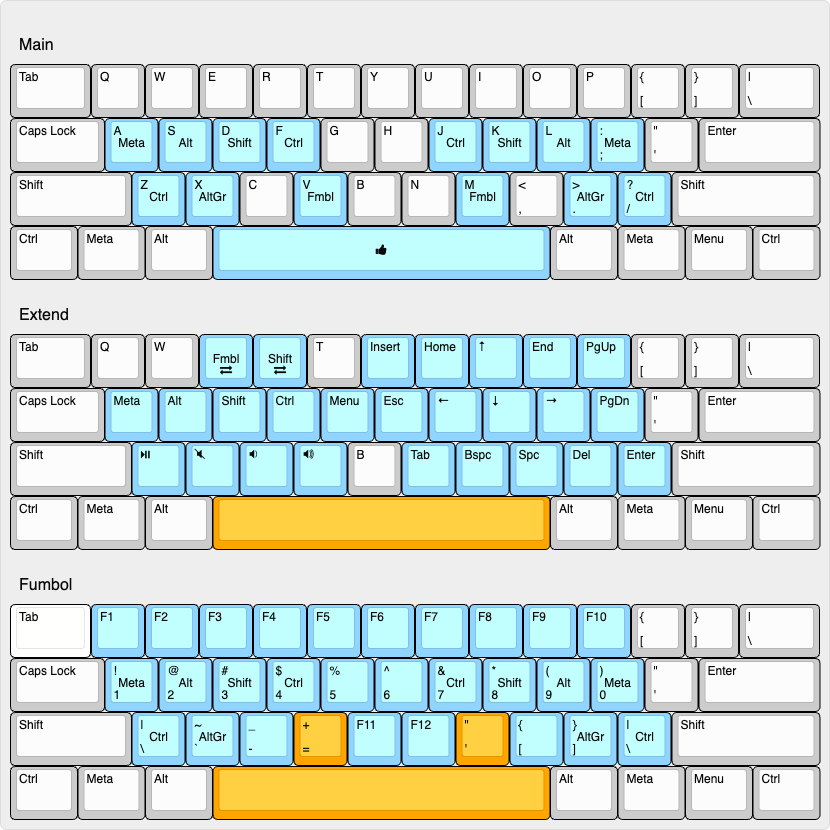 Main
Tab Q W E R T Y U I O P { [ } ] | \
Caps Lock A Meta S Alt D Shift F Ctrl G H J Ctrl K Shift L Alt : Meta ; " ' Enter
Shift Z Ctrl X AltGr C V Fmbl B N M Fmbl < , > AltGr . ? Ctrl / Shift
Ctrl Meta Alt Alt Meta Menu Ctrl
Extend
Tab Q W Fmbl ⇄ Shift ⇄ T Insert Home ↑ End PgUp { [ } ] | \
Caps Lock Meta Alt Shift Ctrl Menu Esc ← ↓ → PgDn " ' Enter
Shift B Tab Bspc Spc Del Enter Shift
Ctrl Meta Alt Alt Meta Menu Ctrl
Fumbol
Tab F1 F2 F3 F4 F5 F6 F7 F8 F9 F10 { [ } ] | \
Caps Lock ! Meta 1 @ Alt 2 # Shift 3 $ Ctrl 4 % 5 ^ 6 & Ctrl 7 * Shift 8 ( Alt 9 ) Meta 0 " ' Enter
Shift | Ctrl \ ~ AltGr ` _ - + = F11 F12 " ' { [ } AltGr ] | Ctrl \ Shift
Ctrl Meta Alt Alt Meta Menu Ctrl